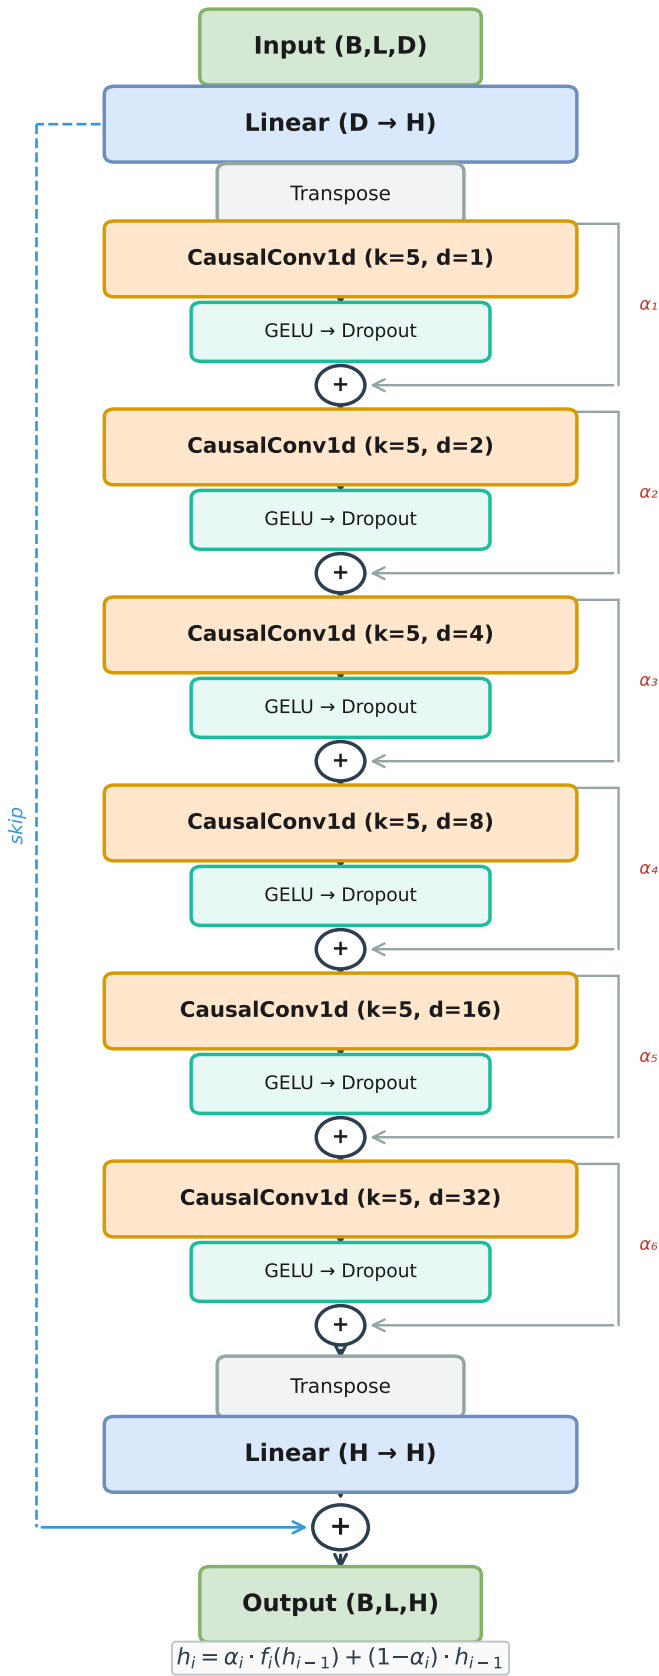 Input (B,L,D)
Linear (D → H)
Transpose
CausalConv1d (k=5, d=1)
α₁
GELU → Dropout
+
CausalConv1d (k=5, d=2)
α₂
GELU → Dropout
+
CausalConv1d (k=5, d=4)
α₃
GELU → Dropout
+
skip
CausalConv1d (k=5, d=8)
α₄
GELU → Dropout
+
CausalConv1d (k=5, d=16)
α₅
GELU → Dropout
+
CausalConv1d (k=5, d=32)
α₆
GELU → Dropout
+
Transpose
Linear (H → H)
+
Output (B,L,H)
hᵢ = αᵢ · fᵢ(hᵢ₋₁) + (1−αᵢ) · hᵢ₋₁